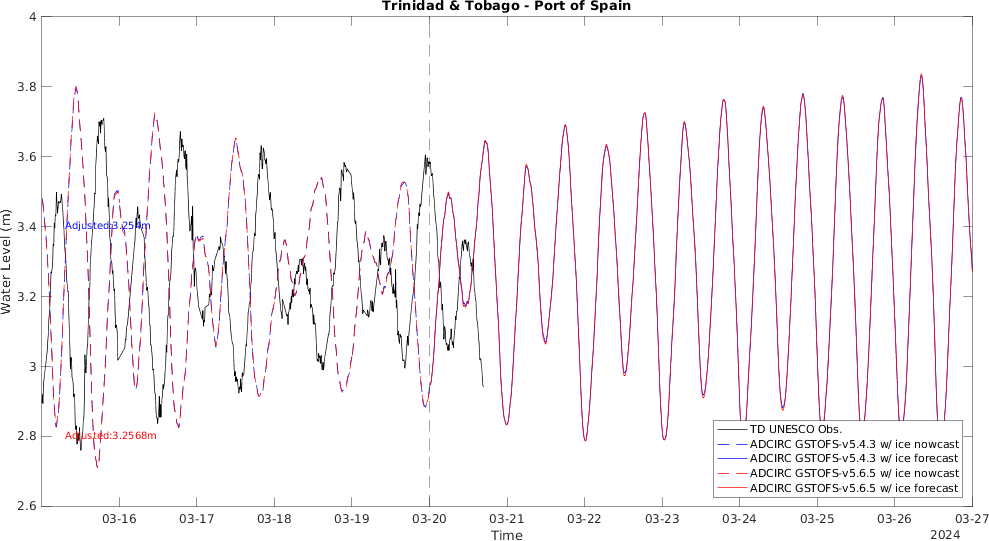 Trinidad & Tobago - Port of Spain
4
3.8
3.6
3.4
3.2
3
2.8
2.6
Water Level (m)
Adjusted:3.254m
Adjusted:3.2568m
TD UNESCO Obs.
ADCIRC GSTOFS-v5.4.3 w/ ice nowcast
ADCIRC GSTOFS-v5.4.3 w/ ice forecast
ADCIRC GSTOFS-v5.6.5 w/ ice nowcast
ADCIRC GSTOFS-v5.6.5 w/ ice forecast
03-16 03-17 03-18 03-19 03-20 03-21 03-22 03-23 03-24 03-25 03-26 03-27
Time
2024